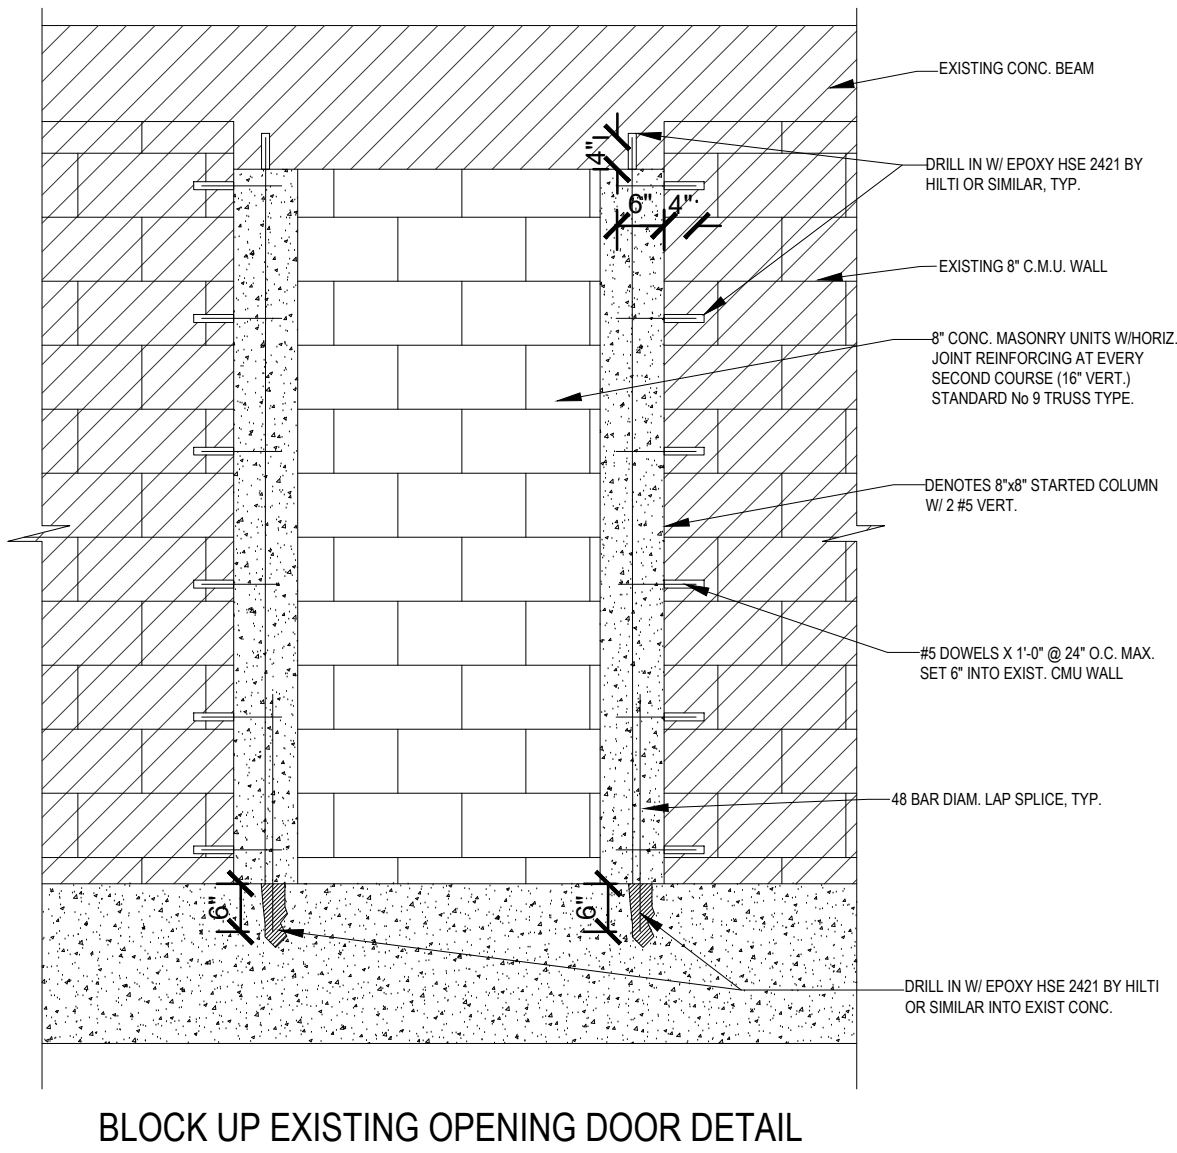 EXISTING CONC. BEAM
4"
DRILL IN W/ EPOXY HSE 2421 BY
HILTI OR SIMILAR, TYP.
6" 4"
EXISTING 8" C.M.U. WALL
8" CONC. MASONRY UNITS W/HORIZ.
JOINT REINFORCING AT EVERY
SECOND COURSE (16" VERT.)
STANDARD No 9 TRUSS TYPE.
DENOTES 8"x8" STARTED COLUMN
W/ 2 #5 VERT.
#5 DOWELS X 1'-0" @ 24" O.C. MAX.
SET 6" INTO EXIST. CMU WALL
48 BAR DIAM. LAP SPLICE, TYP.
6"
6"
DRILL IN W/ EPOXY HSE 2421 BY HILTI
OR SIMILAR INTO EXIST CONC.
BLOCK UP EXISTING OPENING DOOR DETAIL